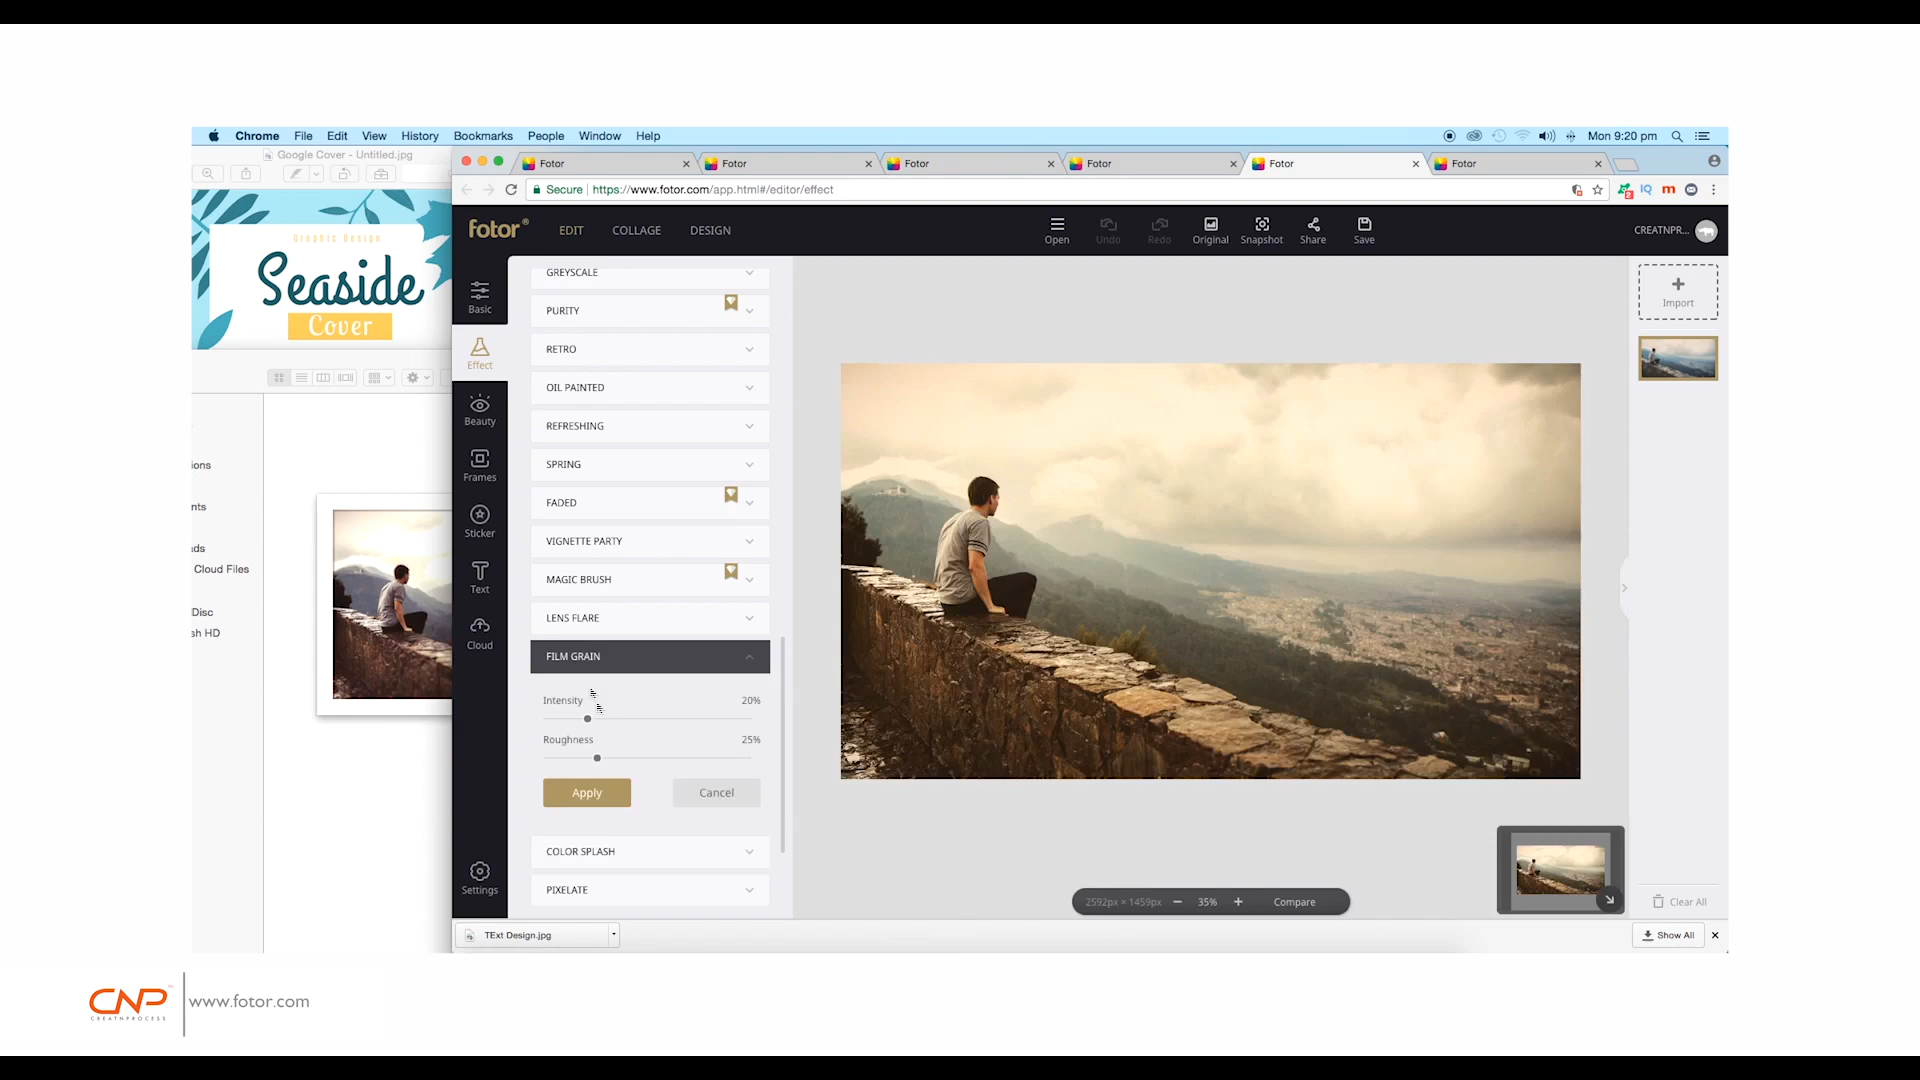 Chrome File Edit View History Bookmarks People Window Help
Mon 9:20 pm
Google Cover - Untitled.jpg
Fotor
Fotor
Fotor
Fotor
Fotor
Fotor
Secure https://www.fotor.com/app.html#/editor/effect
Graphic Design
Seaside
Cover
fotor®
EDIT COLLAGE DESIGN
Open Undo Redo Original Snapshot Share Save
CREATNPR...
Basic
Effect
Beauty
Frames
Sticker
Text
Cloud
Settings
GREYSCALE
PURITY
RETRO
OIL PAINTED
REFRESHING
SPRING
FADED
VIGNETTE PARTY
MAGIC BRUSH
LENS FLARE
FILM GRAIN
Intensity 20%
Roughness 25%
Apply Cancel
COLOR SPLASH
PIXELATE
ions
nts
ds
Cloud Files
Disc
sh HD
Import
2592px × 1459px − 35% + Compare
Clear All
TExt Design.jpg
Show All
CNP
CREATNPROCESS
www.fotor.com